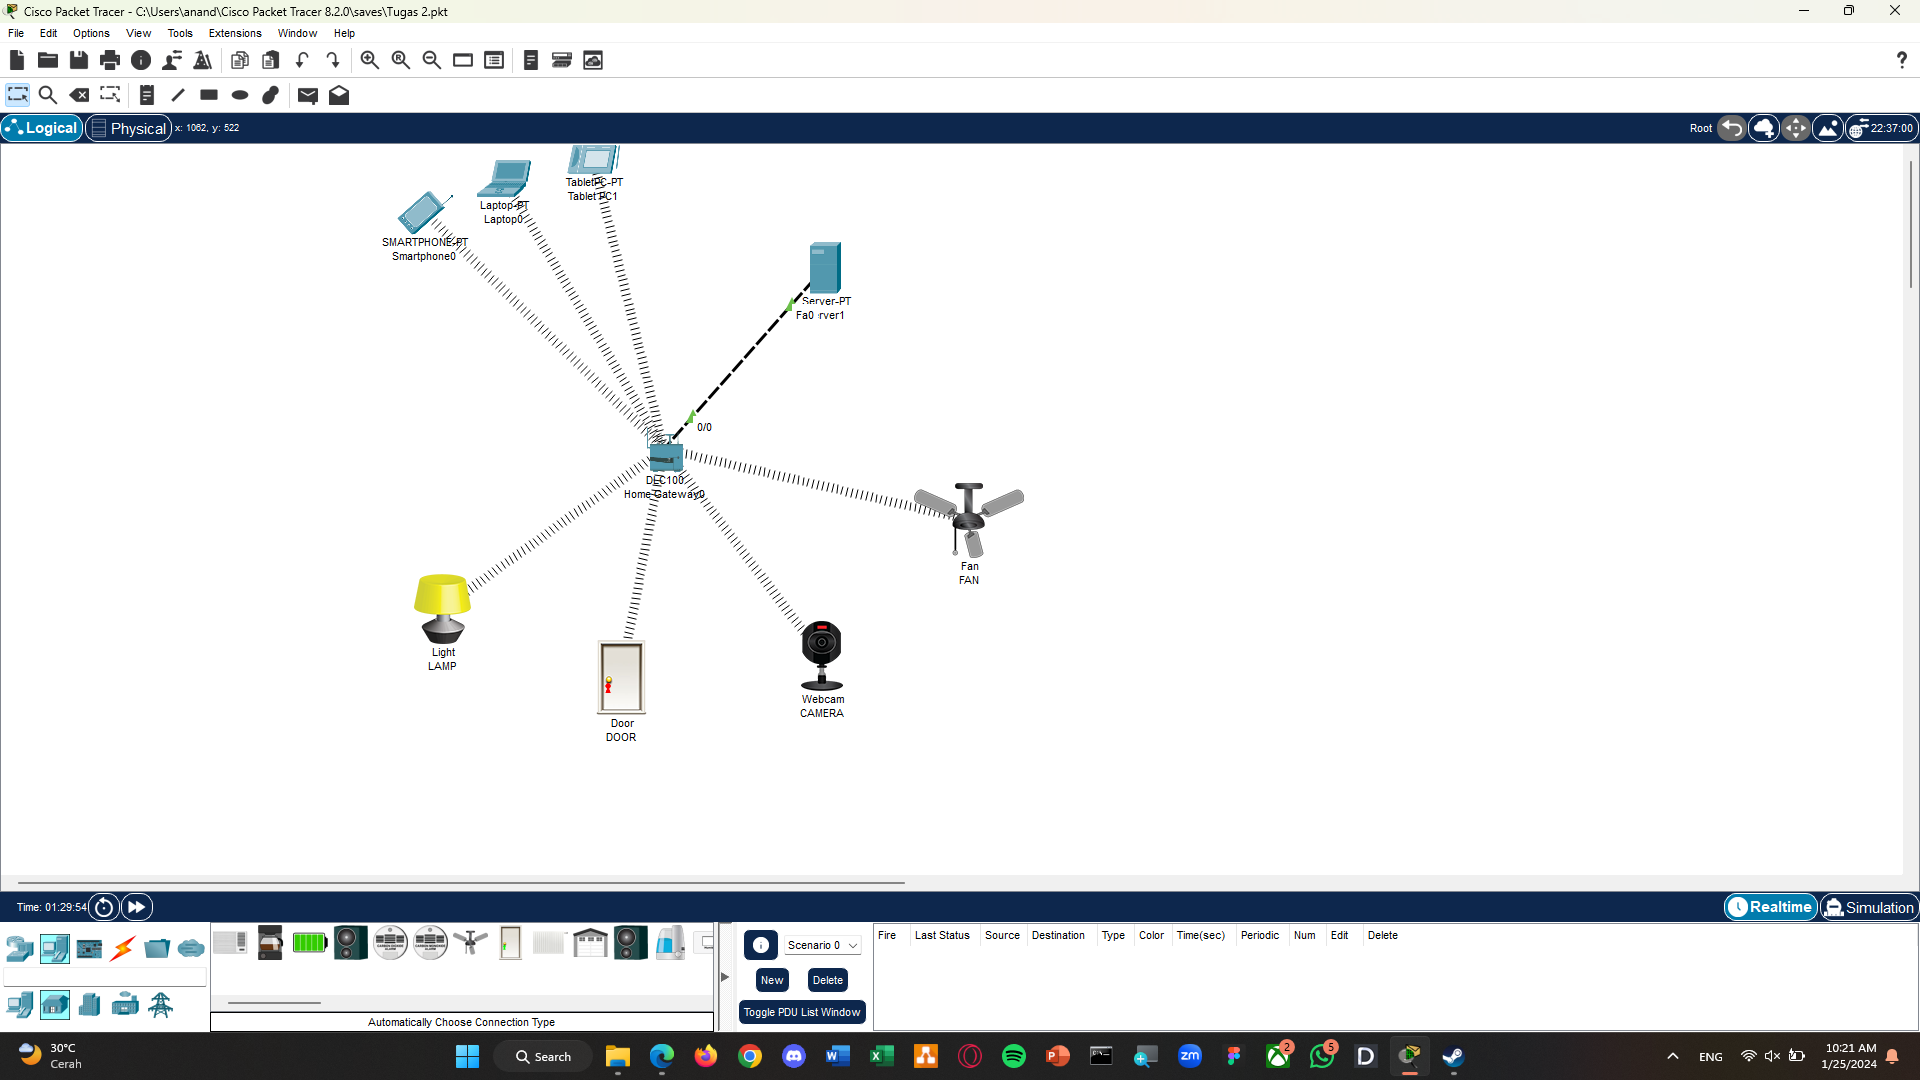 Cisco Packet Tracer - C:\Users\anand\Cisco Packet Tracer 8.2.0\saves\Tugas 2.pkt
File Edit Options View Tools Extensions Window Help
Logical Physical x: 1062, y: 522 Root 22:37:00
TabletPC-PT
Tablet PC1
Laptop-PT
Laptop0
SMARTPHONE-PT
Smartphone0
Server-PT
Fa0 rver1
0/0
DLC100
Home Gateway0
Fan
FAN
Light
LAMP
Door
DOOR
Webcam
CAMERA
Time: 01:29:54 Realtime Simulation
Scenario 0
New Delete
Toggle PDU List Window
Fire Last Status Source Destination Type Color Time(sec) Periodic Num Edit Delete
Automatically Choose Connection Type
30°C
Cerah
Search
2
5
ENG
10:21 AM
1/25/2024